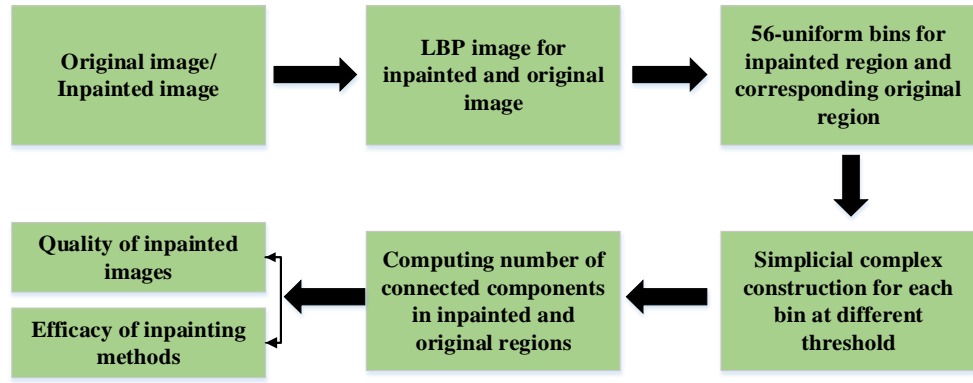 Original image/
Inpainted image
LBP image for
inpainted and original
image
56-uniform bins for
inpainted region and
corresponding original
region
Simplicial complex
construction for each
bin at different
threshold
Computing number of
connected components
in inpainted and
original regions
Quality of inpainted
images
Efficacy of inpainting
methods